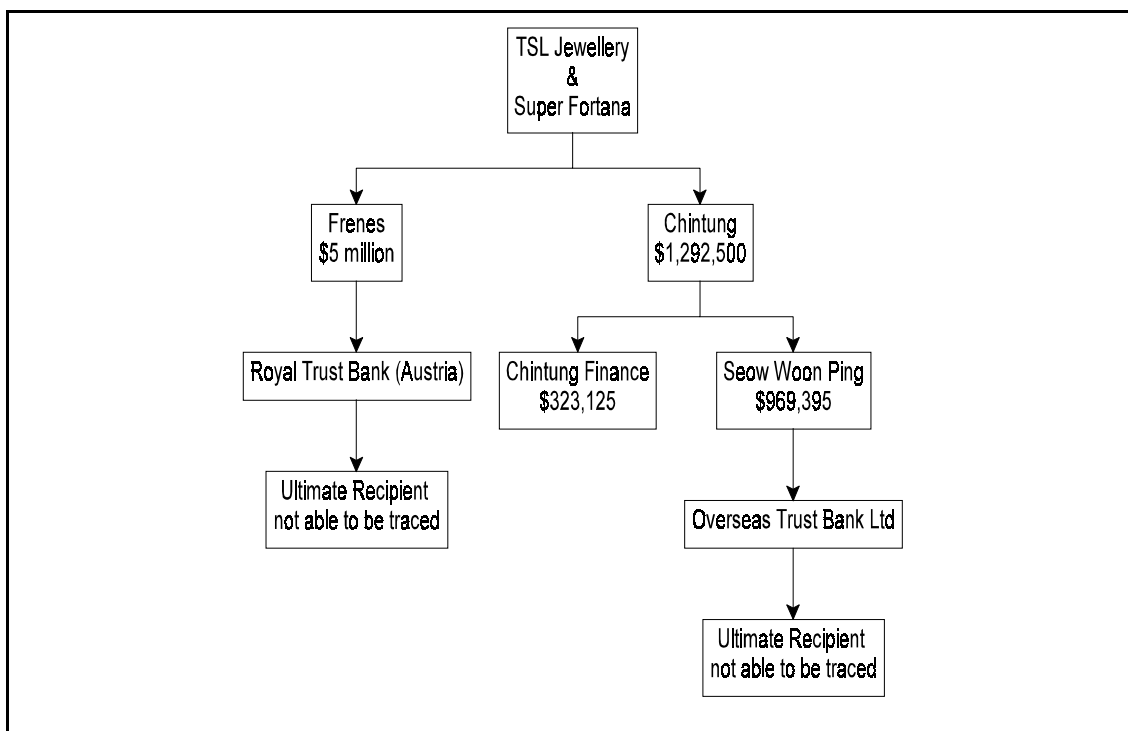 TSL Jewellery
&
Super Fortana
Frenes
$5 million
Chintung
$1,292,500
Royal Trust Bank (Austria)
Chintung Finance
$323,125
Seow Woon Ping
$969,395
Ultimate Recipient
not able to be traced
Overseas Trust Bank Ltd
Ultimate Recipient
not able to be traced